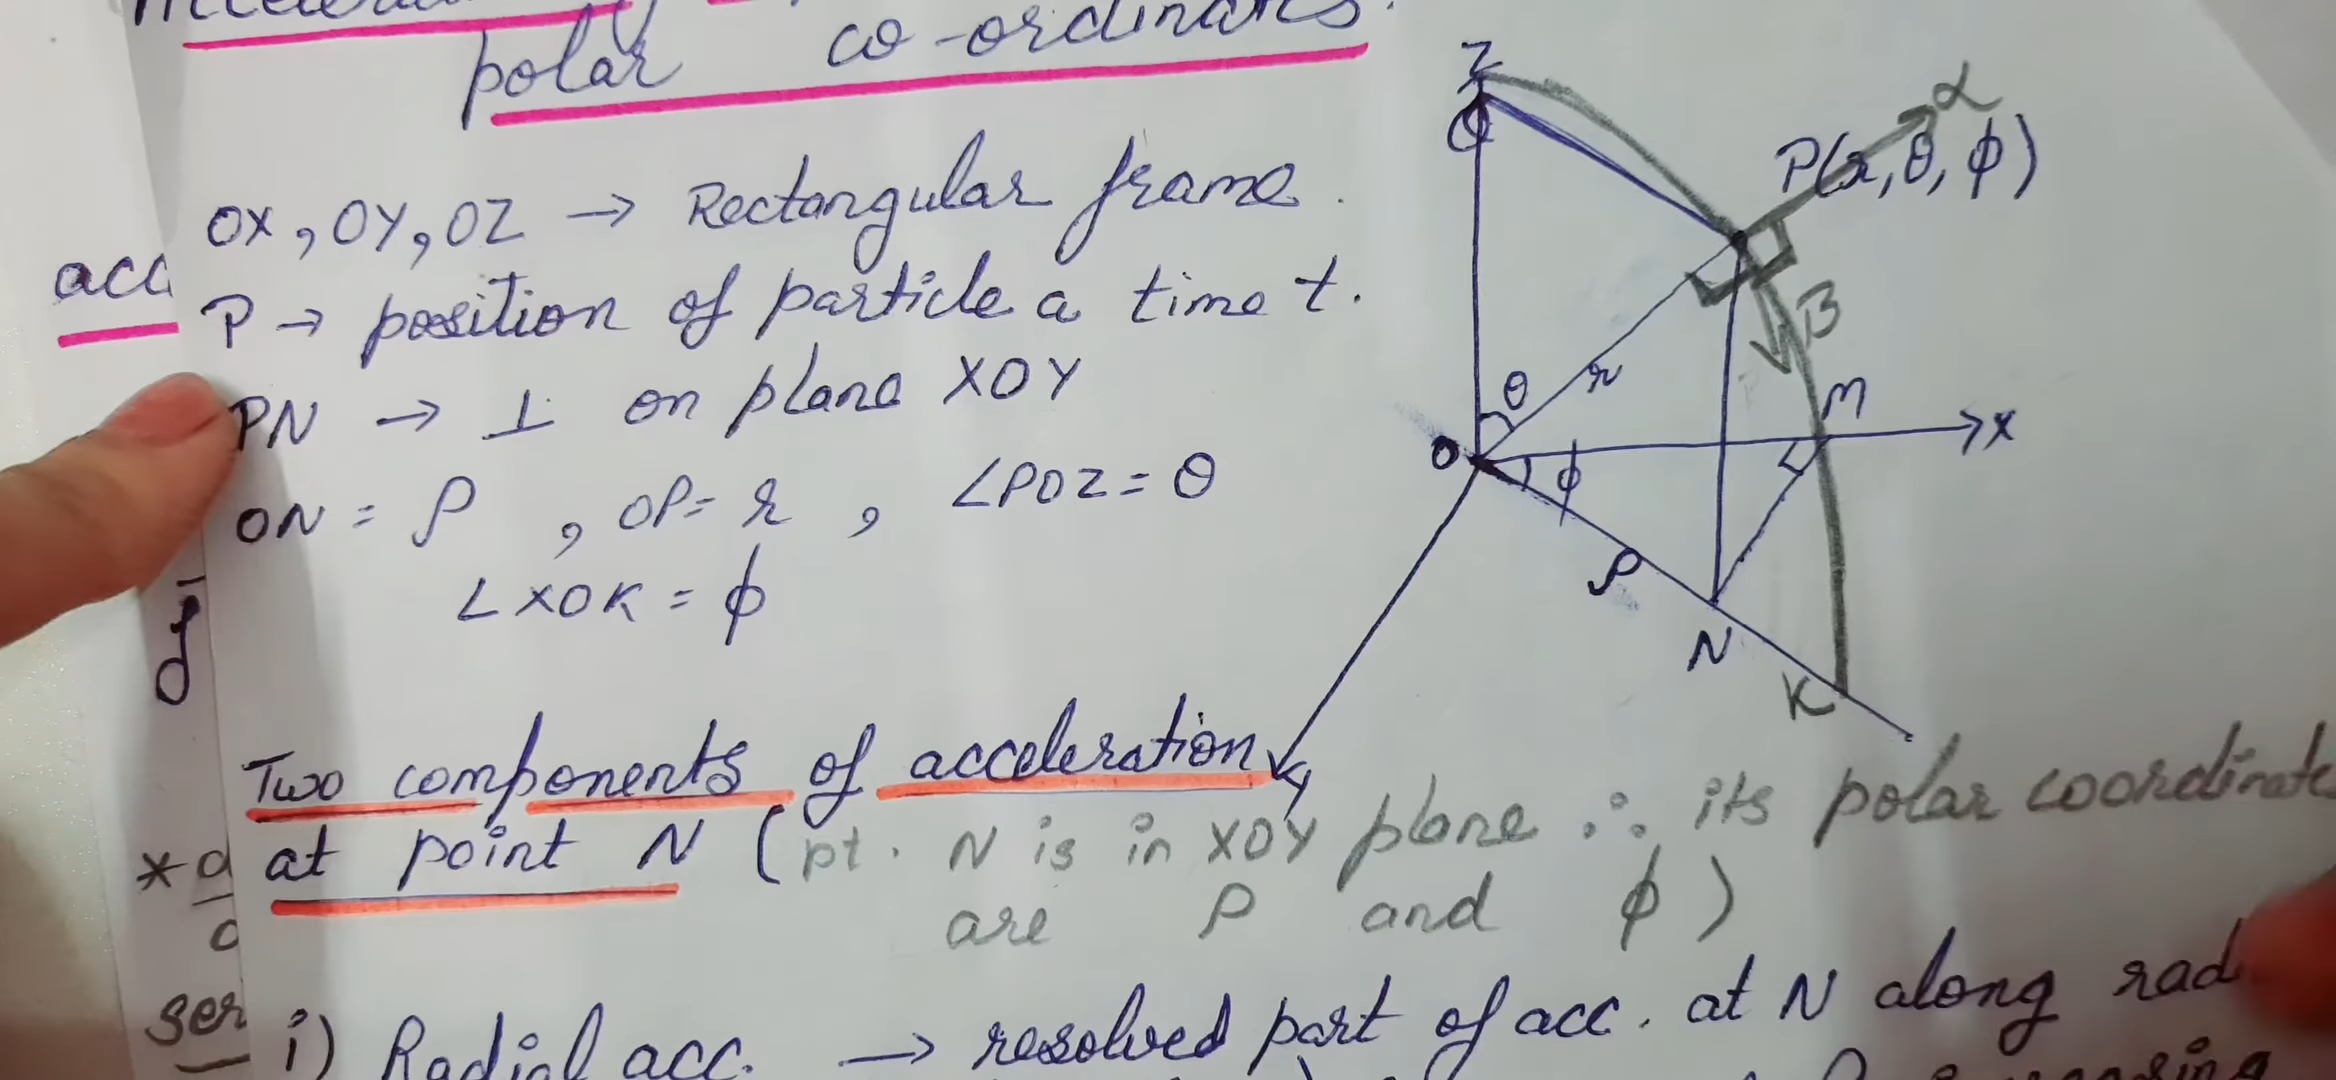 polar co-ordinates.
OX, OY, OZ → Rectangular frame.
acc
P → position of particle a time t.
PN → ⊥ on plane XOY
ON = ρ , OP = r , ∠POZ = θ
∠XOK = ϕ
Z
Q
α
P(r, θ, ϕ)
β
θ
r
M
O
X
ϕ
ρ
N
K
Y
Two components of acceleration
at point N (pt. N is in XOY plane ∴ its polar coordinate
are ρ and ϕ)
i) Radial acc. → resolved part of acc. at N along rad